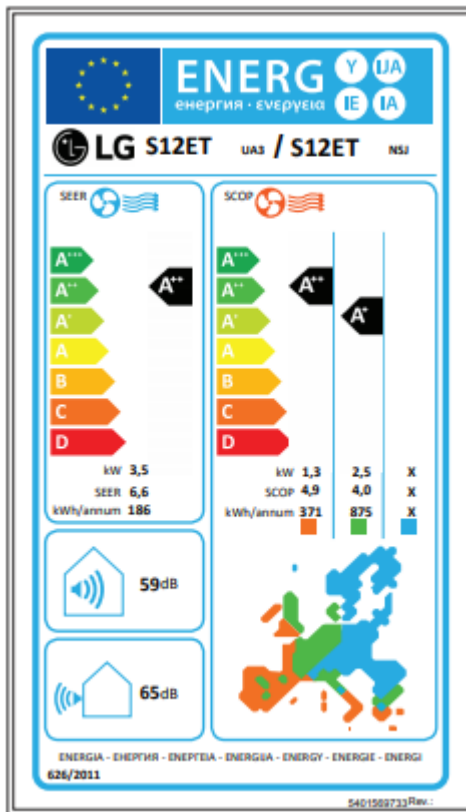 ENERG Y IJA
енергия · ενεργεια IE IA
LG S12ET UA3 / S12ET NSJ
SEER
A+++
A++
A+
A
B
C
D
A++
kW 3,5
SEER 6,6
kWh/annum 186
SCOP
A+++
A++
A+
A
B
C
D
A++
A+
kW 1,3 2,5 X
SCOP 4,9 4,0 X
kWh/annum 371 875 X
59dB
65dB
ENERGIA - ЕНЕРГИЯ - ΕΝΕΡΓΕΙΑ - ENERGIJA - ENERGY - ENERGIE - ENERGI
626/2011
5401569733Rev.: